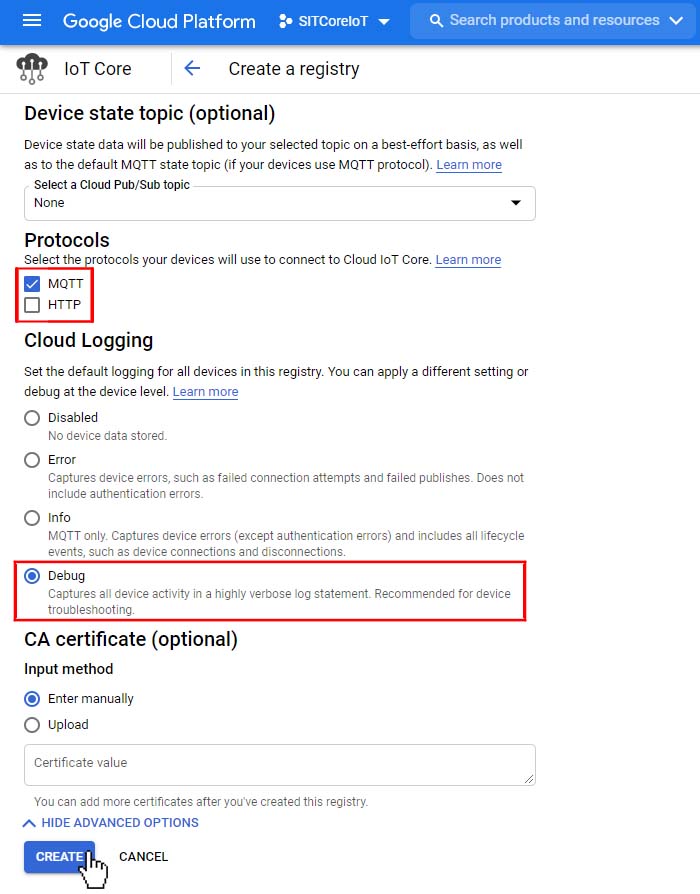 Google Cloud Platform SITCoreIoT Search products and resources
IoT Core Create a registry
Device state topic (optional)
Device state data will be published to your selected topic on a best-effort basis, as well
as to the default MQTT state topic (if your devices use MQTT protocol). Learn more
Select a Cloud Pub/Sub topic
None
Protocols
Select the protocols your devices will use to connect to Cloud IoT Core. Learn more
MQTT
HTTP
Cloud Logging
Set the default logging for all devices in this registry. You can apply a different setting or
debug at the device level. Learn more
Disabled
No device data stored.
Error
Captures device errors, such as failed connection attempts and failed publishes. Does not
include authentication errors.
Info
MQTT only. Captures device errors (except authentication errors) and includes all lifecycle
events, such as device connections and disconnections.
Debug
Captures all device activity in a highly verbose log statement. Recommended for device
troubleshooting.
CA certificate (optional)
Input method
Enter manually
Upload
Certificate value
You can add more certificates after you've created this registry.
HIDE ADVANCED OPTIONS
CREATE CANCEL